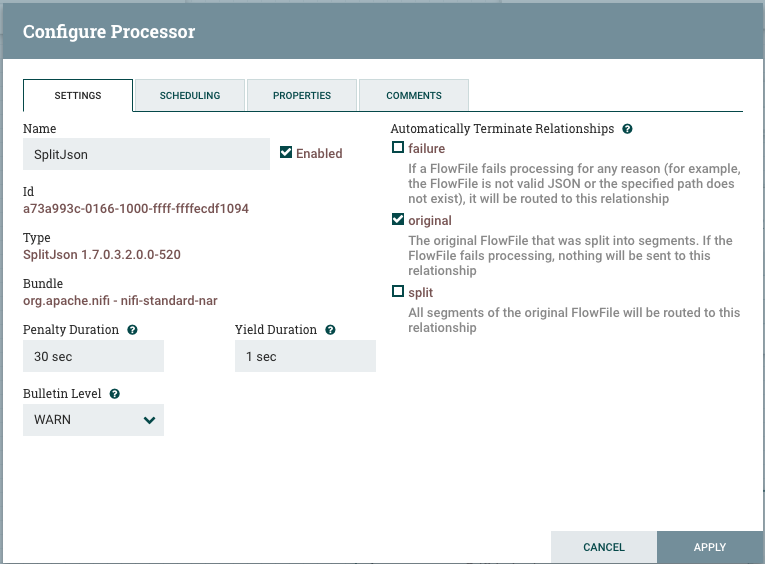 Configure Processor
SETTINGS
SCHEDULING
PROPERTIES
COMMENTS
Name
SplitJson
Enabled
Id
a73a993c-0166-1000-ffff-ffffecdf1094
Type
SplitJson 1.7.0.3.2.0.0-520
Bundle
org.apache.nifi - nifi-standard-nar
Penalty Duration
Yield Duration
30 sec
1 sec
Bulletin Level
WARN
Automatically Terminate Relationships
failure
If a FlowFile fails processing for any reason (for example,
the FlowFile is not valid JSON or the specified path does
not exist), it will be routed to this relationship
original
The original FlowFile that was split into segments. If the
FlowFile fails processing, nothing will be sent to this
relationship
split
All segments of the original FlowFile will be routed to this
relationship
CANCEL
APPLY